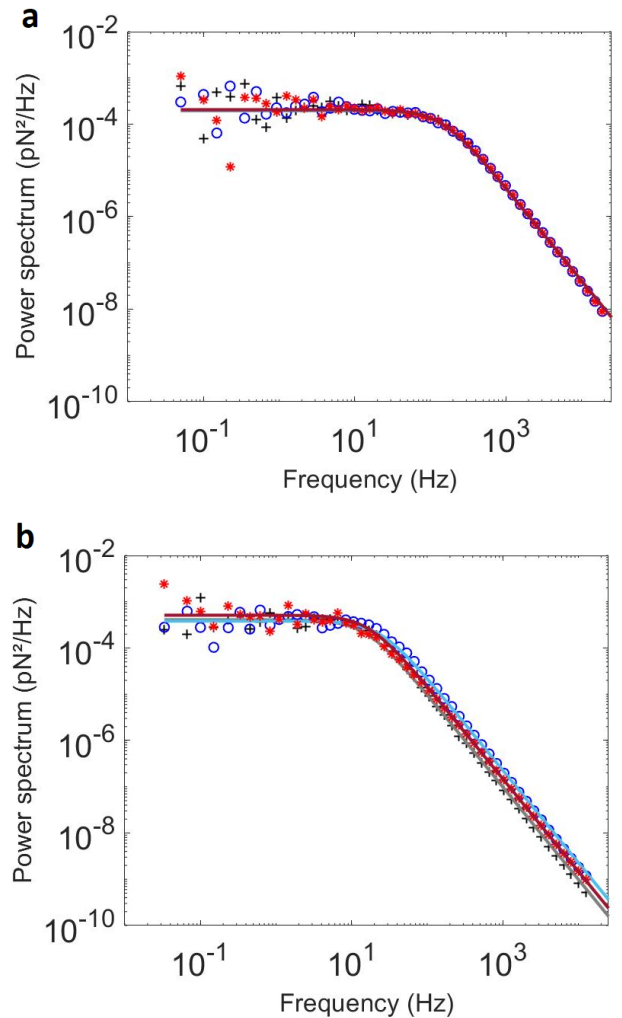 a
10⁻²
10⁻⁴
10⁻⁶
10⁻⁸
10⁻¹⁰
Power spectrum (pN²/Hz)
10⁻¹ 10¹ 10³
Frequency (Hz)
b
10⁻²
10⁻⁴
10⁻⁶
10⁻⁸
10⁻¹⁰
Power spectrum (pN²/Hz)
10⁻¹ 10¹ 10³
Frequency (Hz)